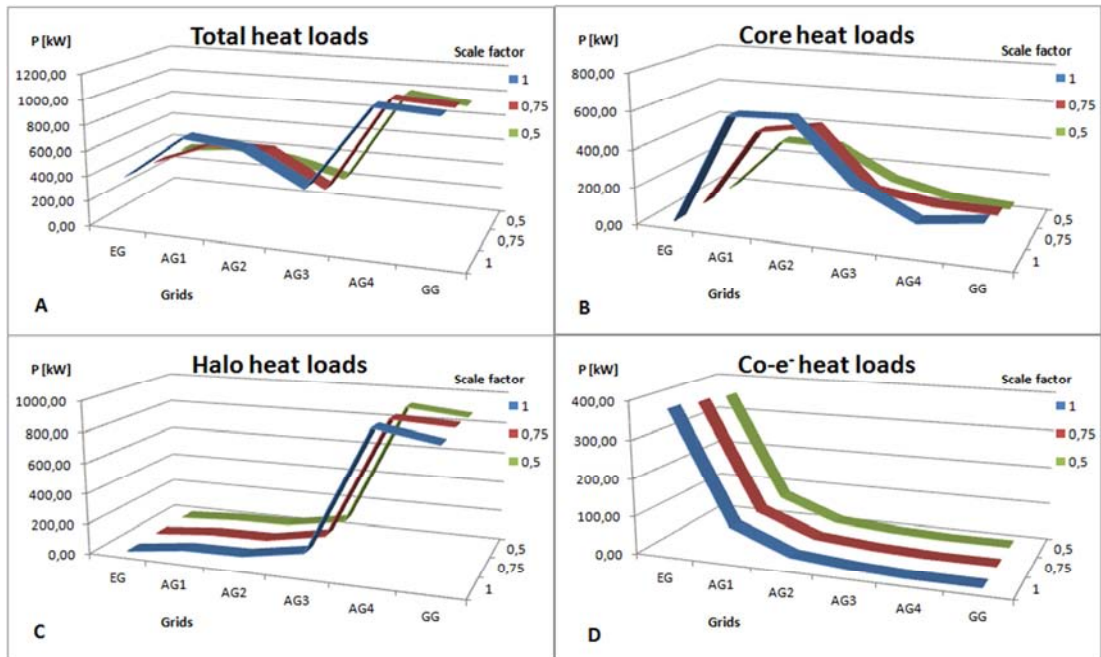 Total heat loads
P [kW]
Scale factor
1200,00
1000,00
800,00
600,00
400,00
200,00
0,00
1
0,75
0,5
0,5
0,75
1
EG
AG1
AG2
AG3
AG4
GG
Grids
A
Core heat loads
P [kW]
Scale factor
800,00
600,00
400,00
200,00
0,00
1
0,75
0,5
0,5
0,75
1
EG
AG1
AG2
AG3
AG4
GG
Grids
B
Halo heat loads
P [kW]
Scale factor
1000,00
800,00
600,00
400,00
200,00
0,00
1
0,75
0,5
0,5
0,75
1
EG
AG1
AG2
AG3
AG4
GG
Grids
C
Co-e⁻ heat loads
P [kW]
Scale factor
400,00
300,00
200,00
100,00
0,00
1
0,75
0,5
0,5
0,75
1
EG
AG1
AG2
AG3
AG4
GG
Grids
D